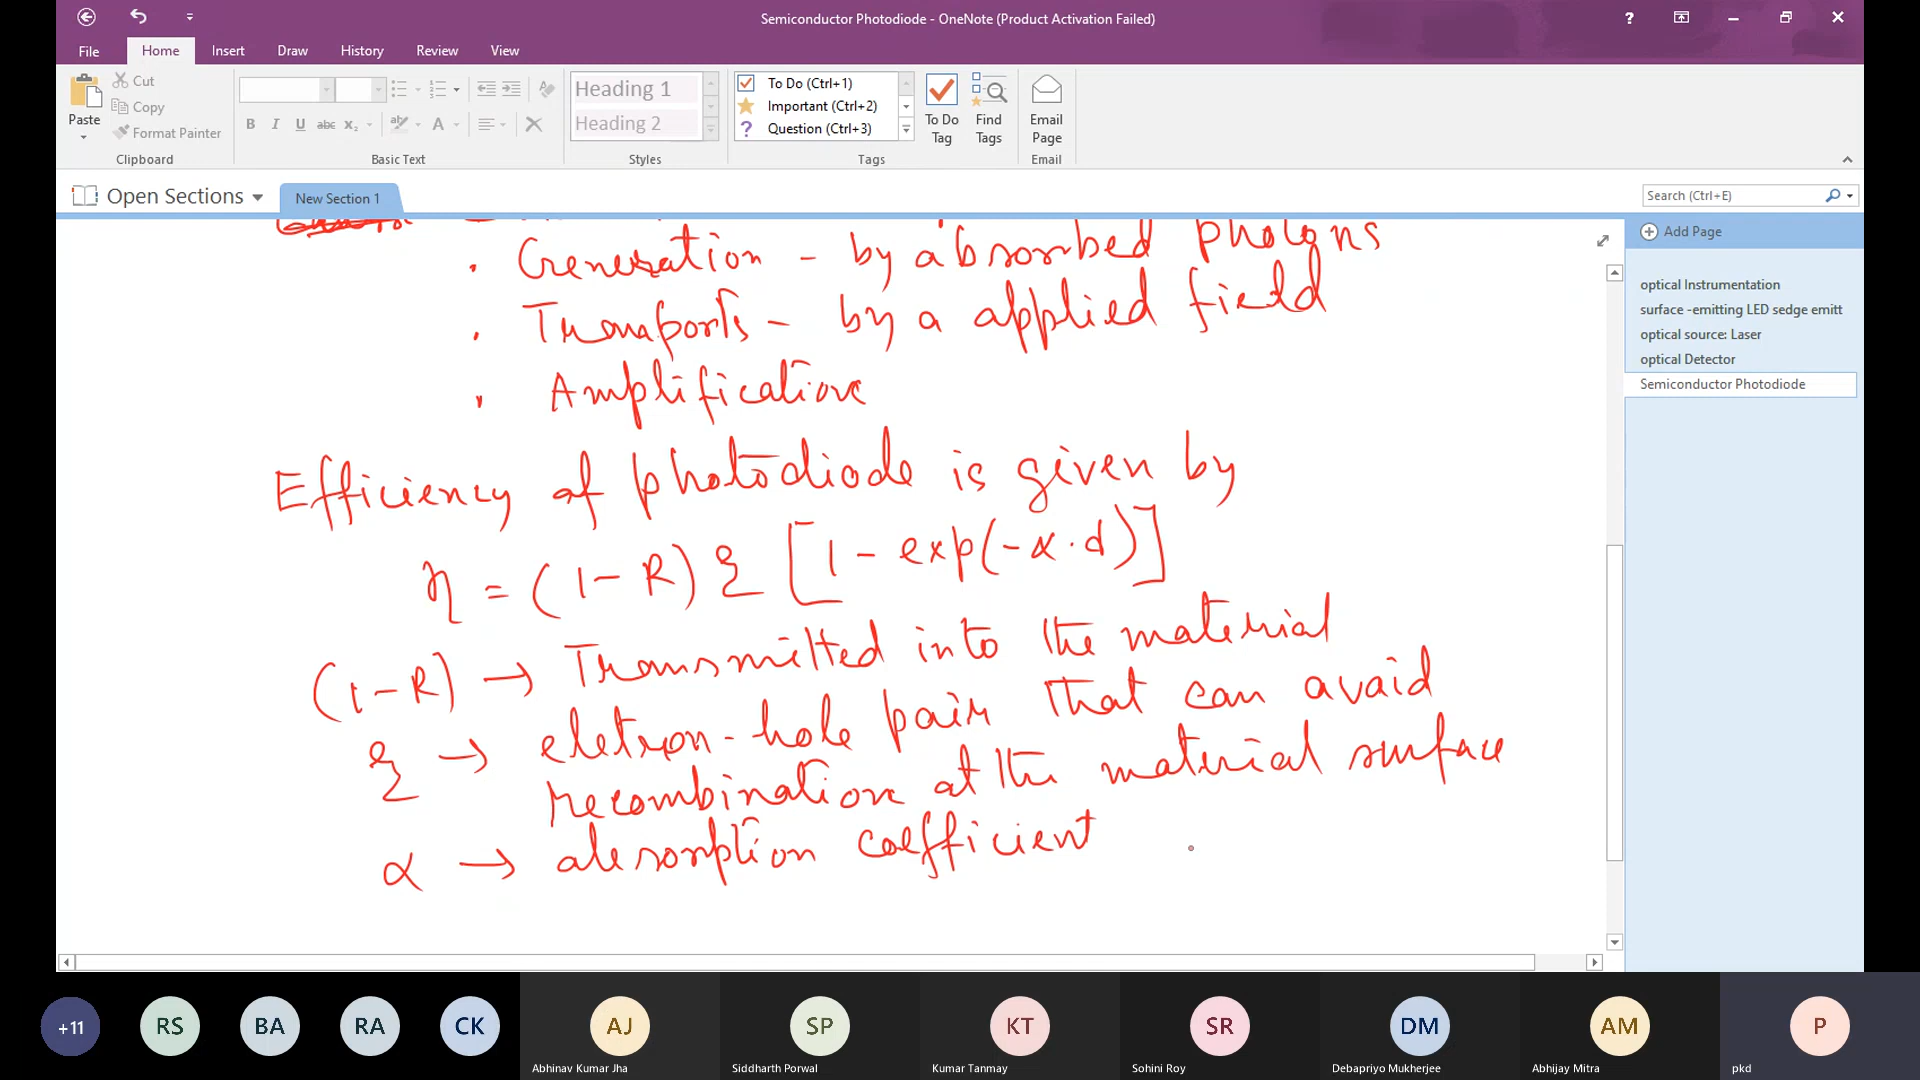 Semiconductor Photodiode - OneNote (Product Activation Failed)
?
File Home Insert Draw History Review View
Paste
Cut
Copy
Format Painter
Clipboard
B I U abc x₂ A
Basic Text
Heading 1
Heading 2
Styles
To Do (Ctrl+1)
Important (Ctrl+2)
? Question (Ctrl+3)
To Do Tag
Find Tags
Tags
Email Page
Email
Open Sections
New Section 1
Search (Ctrl+E)
Add Page
optical Instrumentation
surface -emitting LED sedge emitt
optical source: Laser
optical Detector
Semiconductor Photodiode
. Generation - by absorbed photons
. Transports - by a applied field
. Amplification
Efficiency of photodiode is given by
η = (1-R) ξ [1 - exp(-α·d)]
(1-R) → Transmitted into the material
ξ → eletron-hole pair that can avoid
recombination at the material surface
α → absorption coefficient
+11
RS
BA
RA
CK
AJ
SP
KT
SR
DM
AM
P
Abhinav Kumar Jha
Siddharth Porwal
Kumar Tanmay
Sohini Roy
Debapriyo Mukherjee
Abhijay Mitra
pkd